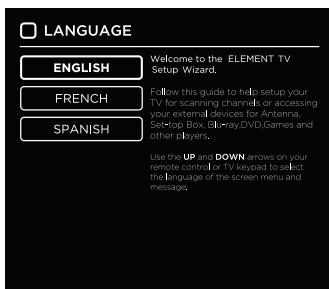 LANGUAGE
ENGLISH
FRENCH
SPANISH
Welcome to the ELEMENT TV
Setup Wizard.
Follow this guide to help setup your
TV for scanning channels or accessing
your external devices for Antenna,
Set-top Box, Blu-ray,DVD,Games and
other players.
Use the UP and DOWN arrows on your
remote control or TV keypad to select
the language of the screen menu and
message.